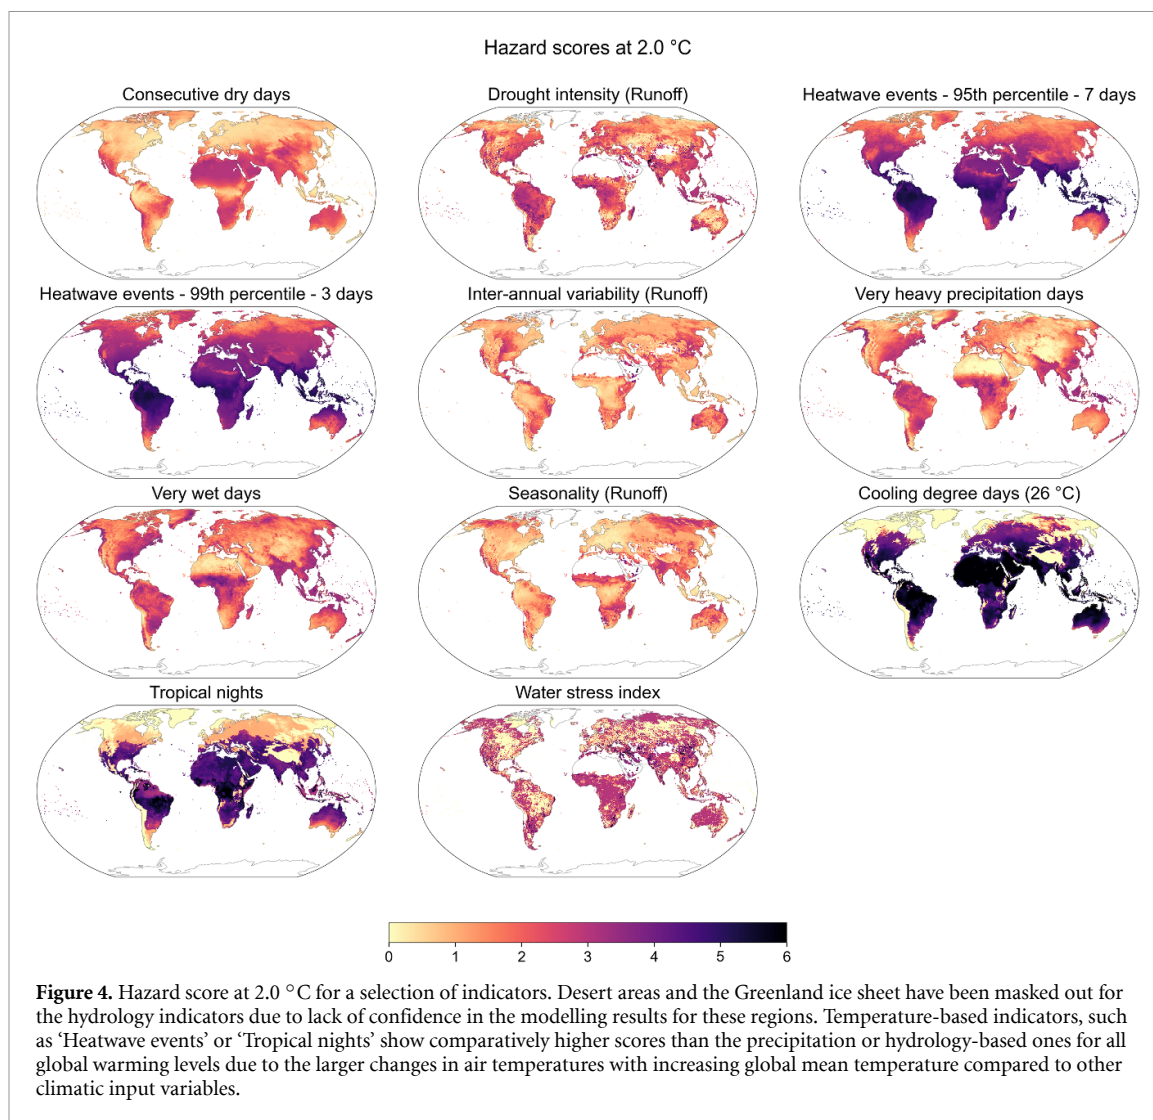 Hazard scores at 2.0 °C
Consecutive dry days
Drought intensity (Runoff)
Heatwave events - 95th percentile - 7 days
Heatwave events - 99th percentile - 3 days
Inter-annual variability (Runoff)
Very heavy precipitation days
Very wet days
Seasonality (Runoff)
Cooling degree days (26 °C)
Tropical nights
Water stress index
0 1 2 3 4 5 6
Figure 4. Hazard score at 2.0 °C for a selection of indicators. Desert areas and the Greenland ice sheet have been masked out for
the hydrology indicators due to lack of confidence in the modelling results for these regions. Temperature-based indicators, such
as ‘Heatwave events’ or ‘Tropical nights’ show comparatively higher scores than the precipitation or hydrology-based ones for all
global warming levels due to the larger changes in air temperatures with increasing global mean temperature compared to other
climatic input variables.